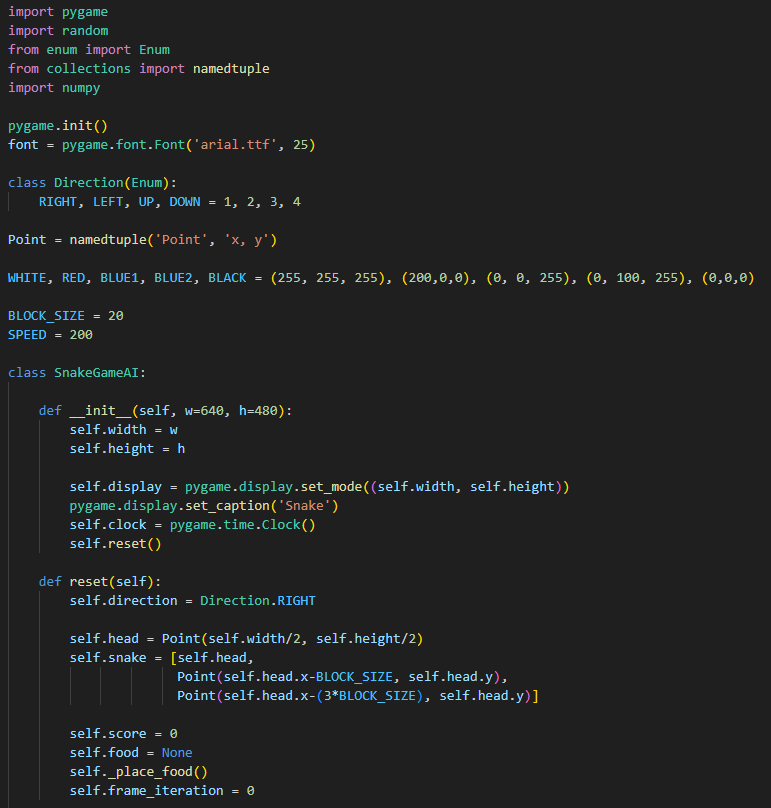 import pygame
import random
from enum import Enum
from collections import namedtuple
import numpy

pygame.init()
font = pygame.font.Font('arial.ttf', 25)

class Direction(Enum):
    RIGHT, LEFT, UP, DOWN = 1, 2, 3, 4

Point = namedtuple('Point', 'x, y')

WHITE, RED, BLUE1, BLUE2, BLACK = (255, 255, 255), (200,0,0), (0, 0, 255), (0, 100, 255), (0,0,0)

BLOCK_SIZE = 20
SPEED = 200

class SnakeGameAI:

    def __init__(self, w=640, h=480):
        self.width = w
        self.height = h

        self.display = pygame.display.set_mode((self.width, self.height))
        pygame.display.set_caption('Snake')
        self.clock = pygame.time.Clock()
        self.reset()

    def reset(self):
        self.direction = Direction.RIGHT

        self.head = Point(self.width/2, self.height/2)
        self.snake = [self.head,
                      Point(self.head.x-BLOCK_SIZE, self.head.y),
                      Point(self.head.x-(3*BLOCK_SIZE), self.head.y)]

        self.score = 0
        self.food = None
        self._place_food()
        self.frame_iteration = 0